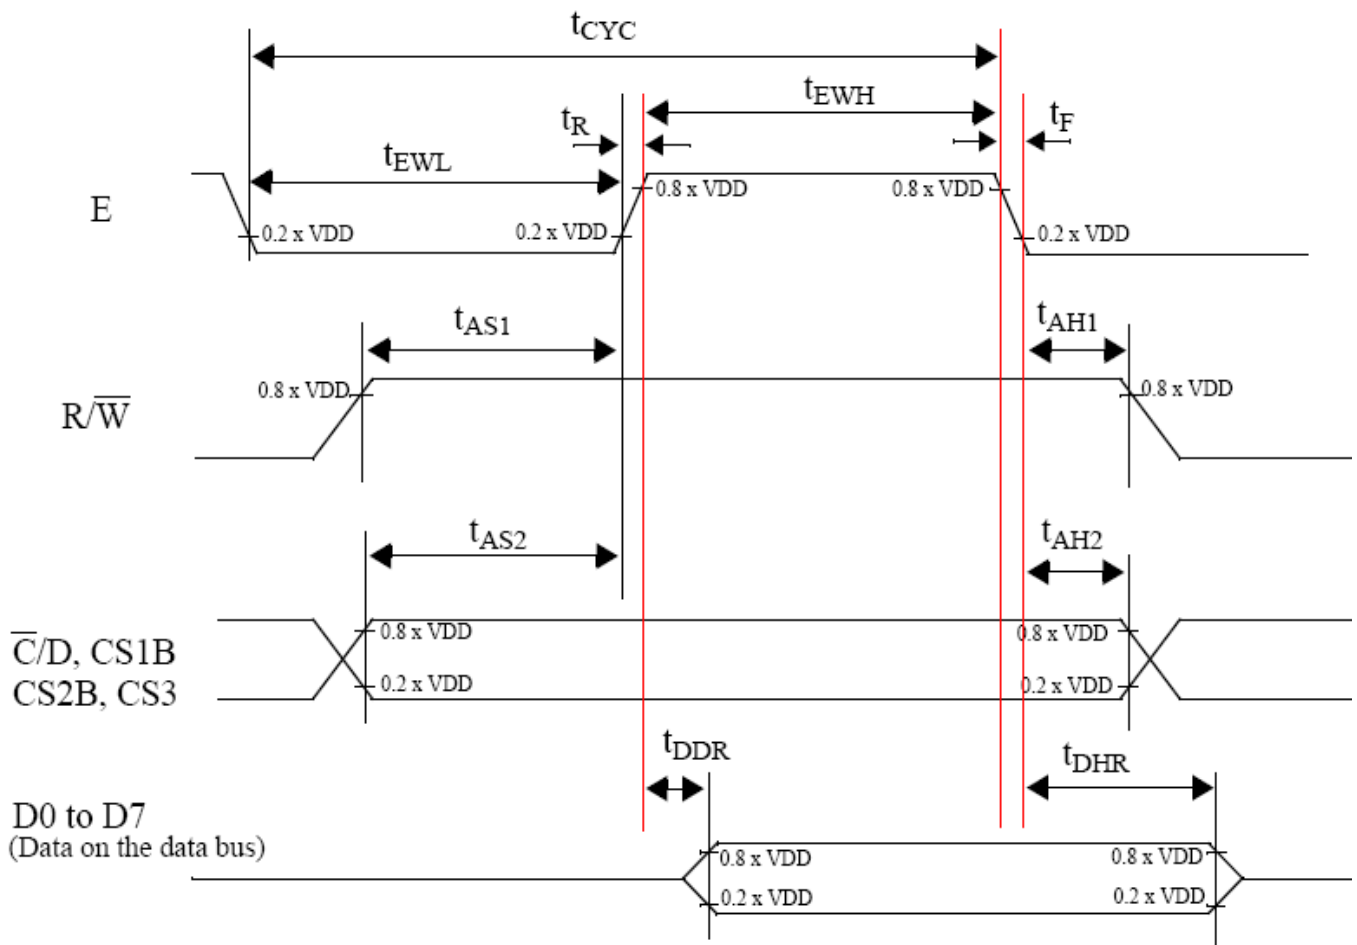 tCYC
tEWH
tR
tF
tEWL
E
0.8 x VDD
0.8 x VDD
0.2 x VDD
0.2 x VDD
0.2 x VDD
tAS1
tAH1
R/W̅
0.8 x VDD
0.8 x VDD
tAS2
tAH2
C̅/D, CS1B
CS2B, CS3
0.8 x VDD
0.8 x VDD
0.2 x VDD
0.2 x VDD
tDDR
tDHR
D0 to D7
(Data on the data bus)
0.8 x VDD
0.8 x VDD
0.2 x VDD
0.2 x VDD